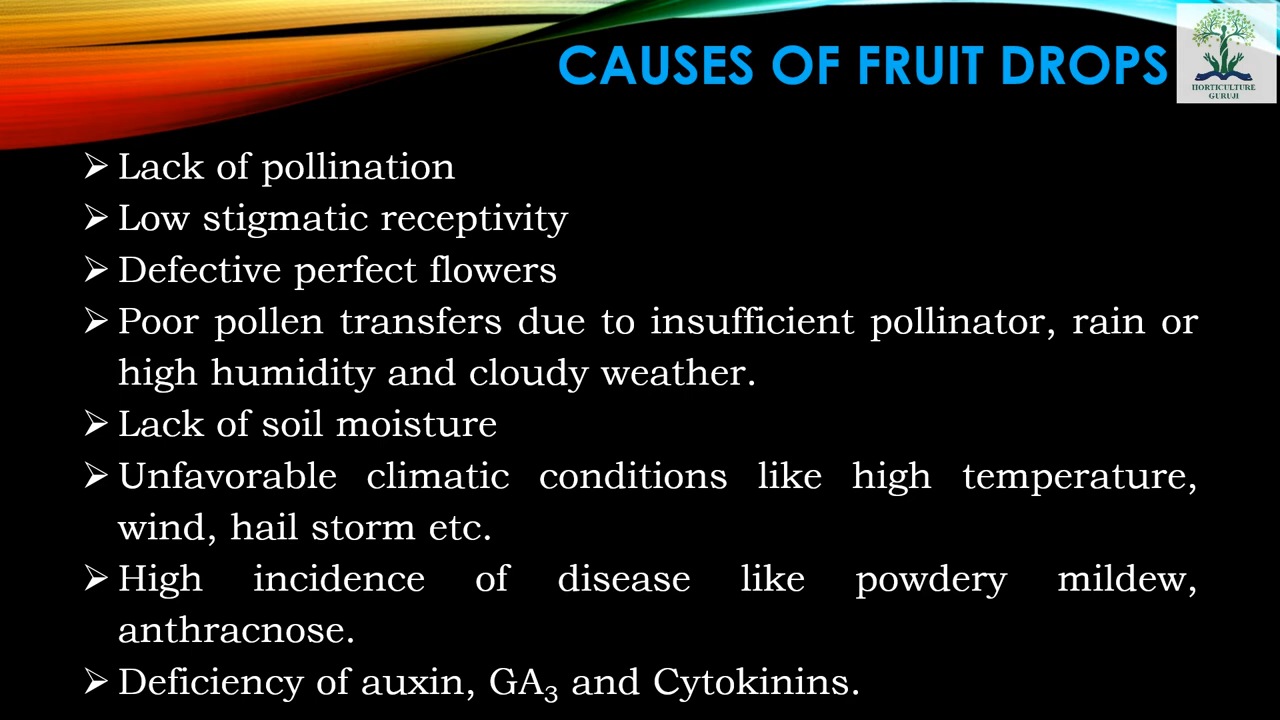 CAUSES OF FRUIT DROPS
HORTICULTURE
GURUJI
➢ Lack of pollination
➢ Low stigmatic receptivity
➢ Defective perfect flowers
➢ Poor pollen transfers due to insufficient pollinator, rain or
high humidity and cloudy weather.
➢ Lack of soil moisture
➢ Unfavorable climatic conditions like high temperature,
wind, hail storm etc.
➢ High incidence of disease like powdery mildew,
anthracnose.
➢ Deficiency of auxin, GA₃ and Cytokinins.